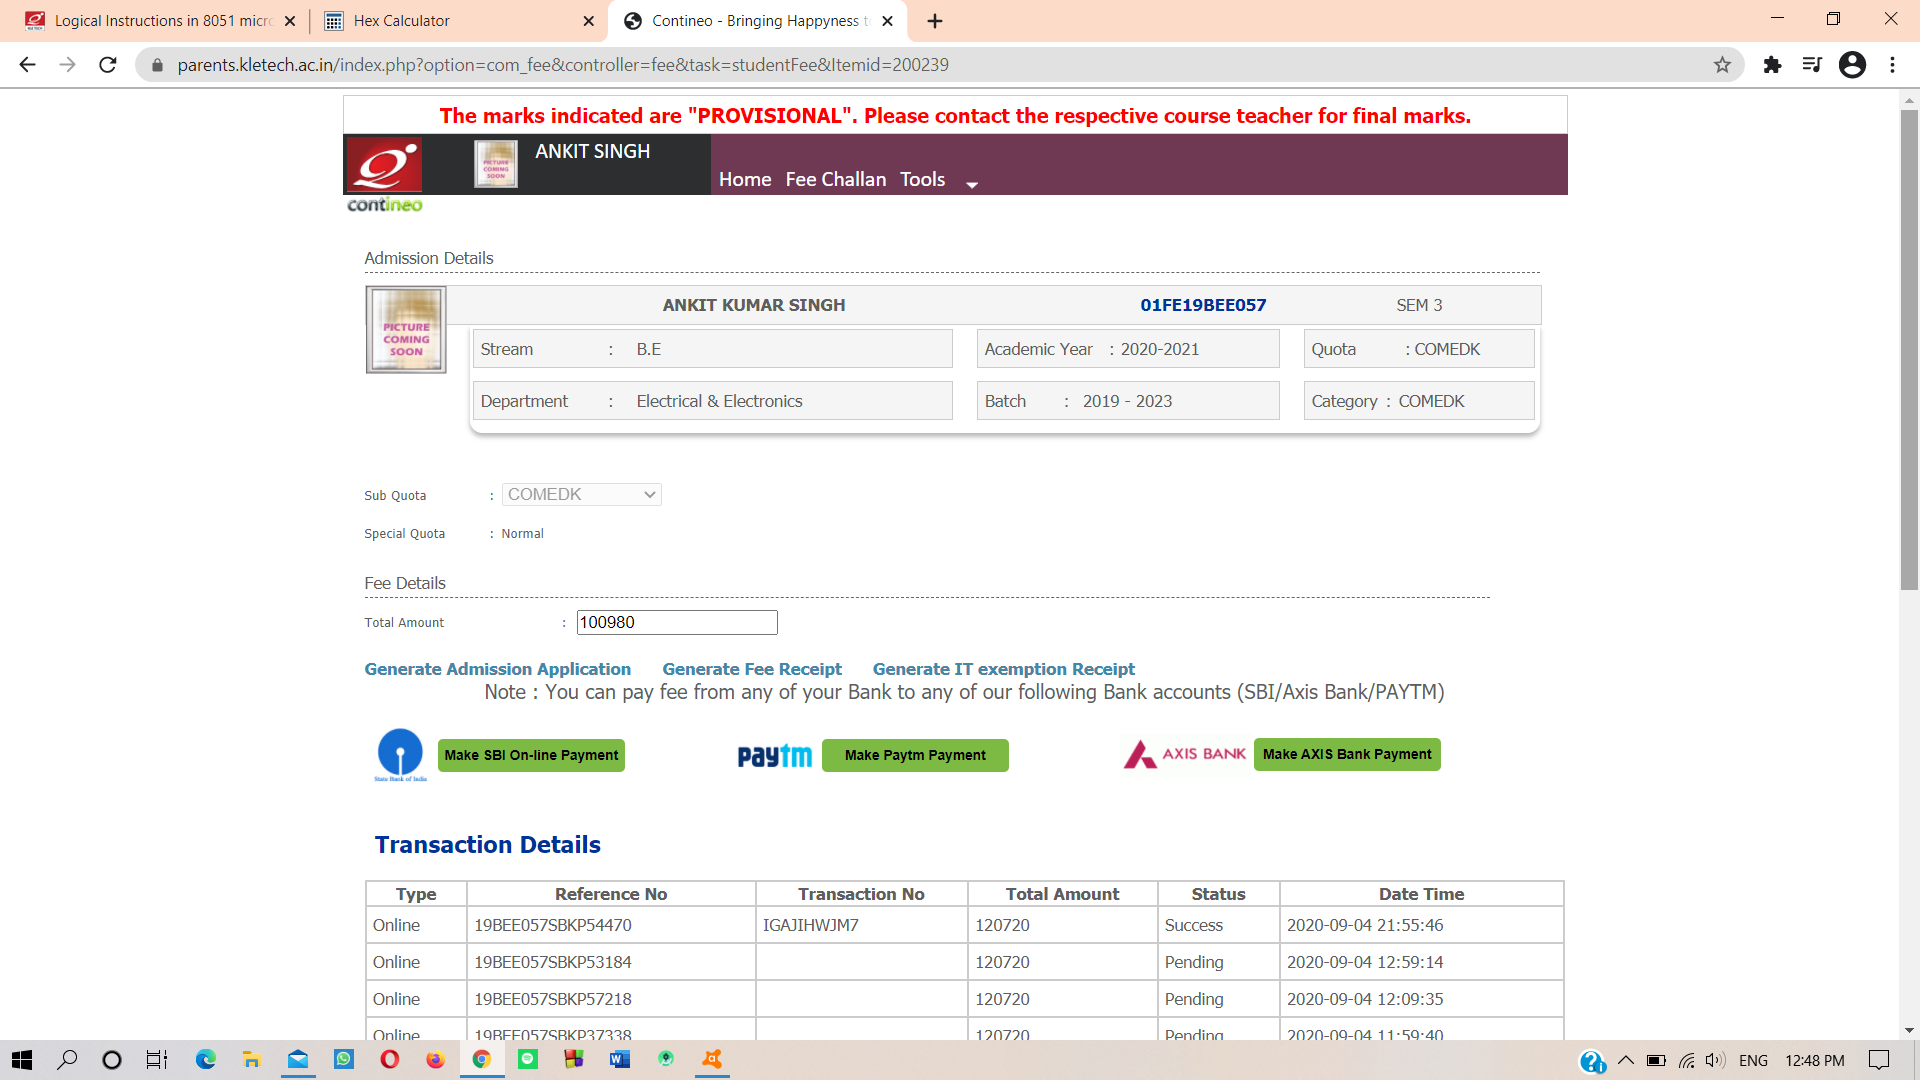 Logical Instructions in 8051 micro
Hex Calculator
Contineo - Bringing Happyness t
parents.kletech.ac.in/index.php?option=com_fee&controller=fee&task=studentFee&Itemid=200239
The marks indicated are "PROVISIONAL". Please contact the respective course teacher for final marks.
PICTURE COMING SOON
ANKIT SINGH
Home Fee Challan Tools
contineo
Admission Details
ANKIT KUMAR SINGH 01FE19BEE057 SEM 3
PICTURE
COMING
SOON
Stream : B.E Academic Year : 2020-2021 Quota : COMEDK
Department : Electrical & Electronics Batch : 2019 - 2023 Category : COMEDK
Sub Quota : COMEDK
Special Quota : Normal
Fee Details
Total Amount : 100980
Generate Admission Application Generate Fee Receipt Generate IT exemption Receipt
Note : You can pay fee from any of your Bank to any of our following Bank accounts (SBI/Axis Bank/PAYTM)
State Bank of India Make SBI On-line Payment paytm Make Paytm Payment AXIS BANK Make AXIS Bank Payment
Transaction Details
Type Reference No Transaction No Total Amount Status Date Time
Online 19BEE057SBKP54470 IGAJIHWJM7 120720 Success 2020-09-04 21:55:46
Online 19BEE057SBKP53184 120720 Pending 2020-09-04 12:59:14
Online 19BEE057SBKP57218 120720 Pending 2020-09-04 12:09:35
Online 19BEE057SBKP37338 120720 Pending 2020-09-04 11:59:40
ENG 12:48 PM